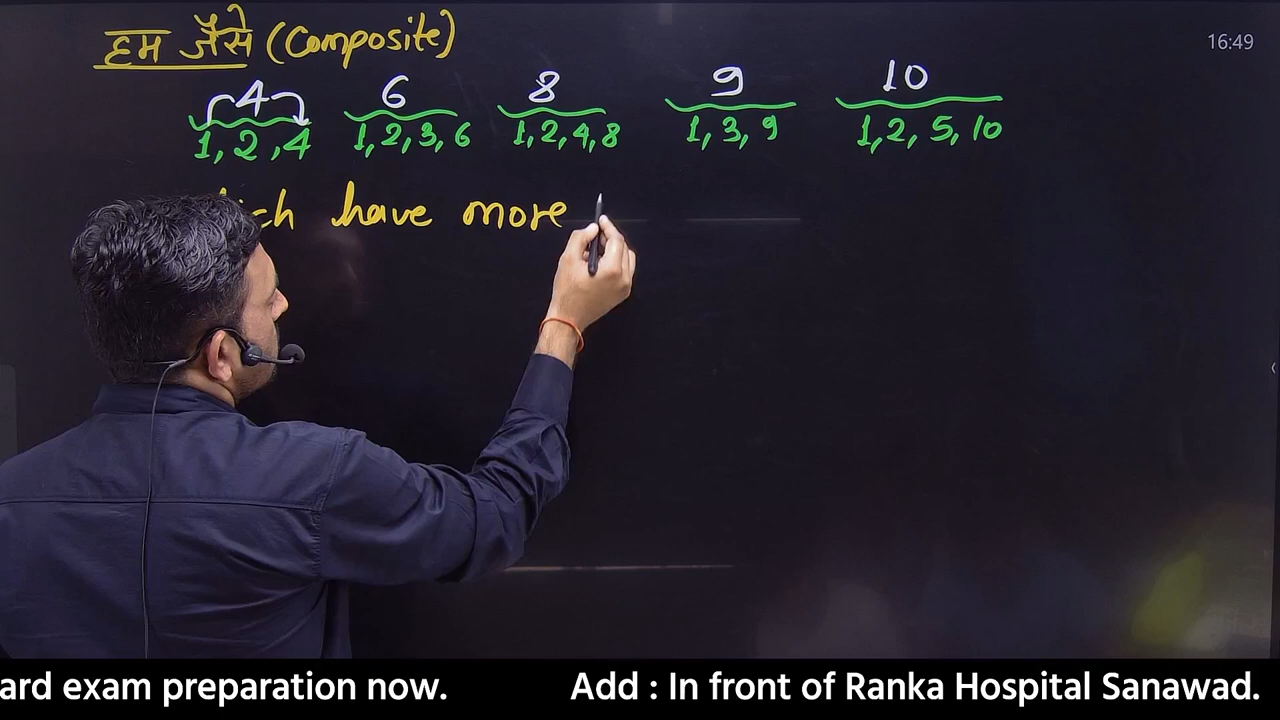 हम जैसे (Composite)
16:49
4 6 8 9 10
1, 2, 4 1, 2, 3, 6 1, 2, 4, 8 1, 3, 9 1, 2, 5, 10
have more
ard exam preparation now. Add : In front of Ranka Hospital Sanawad.